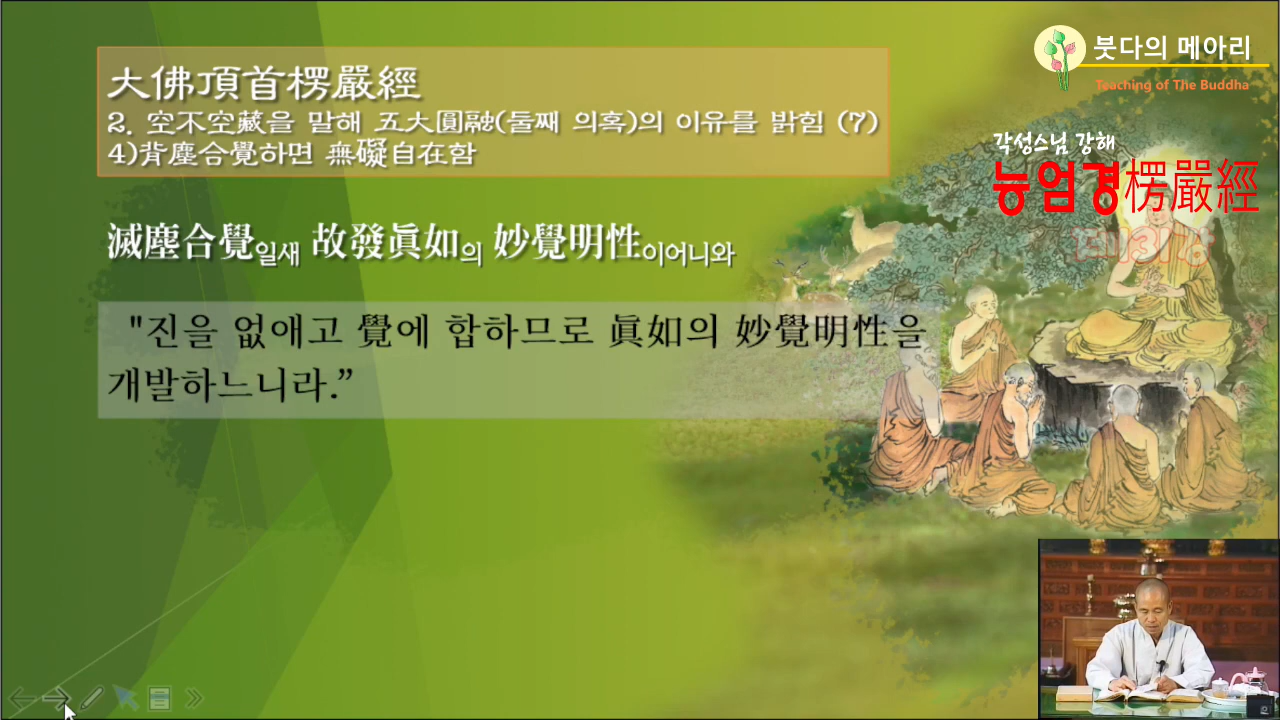 大佛頂首楞嚴經
2. 空不空藏을 말해 五大圓融(둘째 의혹)의 이유를 밝힘 (7)
4)背塵合覺하면 無礙自在함
滅塵合覺일새 故發眞如의 妙覺明性이어니와
"진을 없애고 覺에 합하므로 眞如의 妙覺明性을
개발하느니라.”
붓다의 메아리
Teaching of The Buddha
각성스님 강해
능엄경楞嚴經
제31강